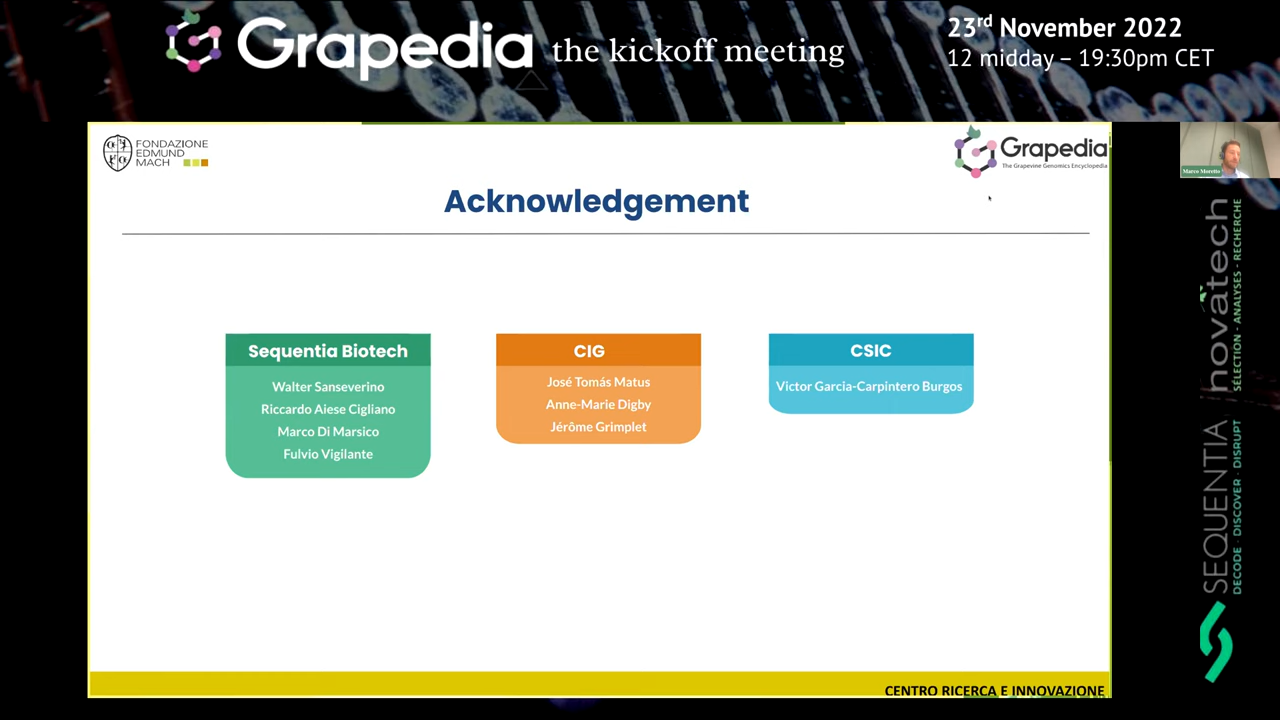 Grapedia the kickoff meeting
23rd November 2022
12 midday – 19:30pm CET
FONDAZIONE
EDMUND
MACH
Grapedia
The Grapevine Genomics Encyclopedia
Acknowledgement
Sequentia Biotech
Walter Sanseverino
Riccardo Aiese Cigliano
Marco Di Marsico
Fulvio Vigilante
CIG
José Tomás Matus
Anne-Marie Digby
Jérôme Grimplet
CSIC
Victor Garcia-Carpintero Burgos
CENTRO RICERCA E INNOVAZIONE
Marco Moretto
novatech
SÉLECTION - ANALYSES - RECHERCHE
SEQUENTIA
DECODE · DISCOVER · DISRUPT